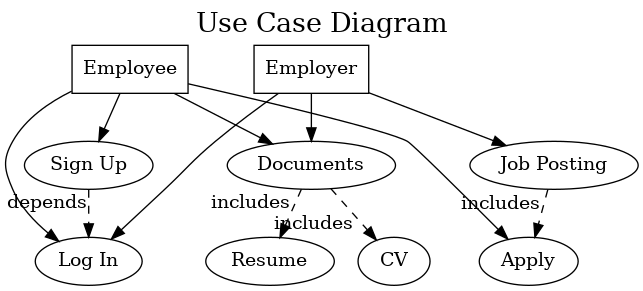 Use Case Diagram
Employee
Employer
Sign Up
Documents
Job Posting
depends
includes
includes
includes
Log In
Resume
CV
Apply